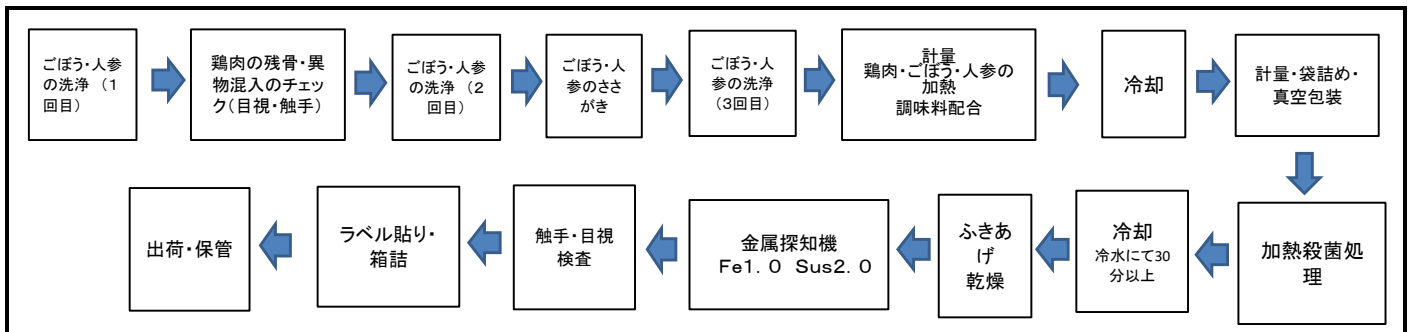 ごぼう・人参
の洗浄 (1
回目)
鶏肉の残骨・異
物混入のチェッ
ク(目視・触手)
ごぼう・人参
の洗浄 (2
回目)
ごぼう・人
参のささ
がき
ごぼう・人
参の洗浄
(3回目)
計量
鶏肉・ごぼう・人参の
加熱
調味料配合
冷却
計量・袋詰め・
真空包装
加熱殺菌処
理
冷却
冷水にて30
分以上
ふきあ
げ
乾燥
金属探知機
Fe1.0 Sus2.0
触手・目視
検査
ラベル貼り・
箱詰
出荷・保管